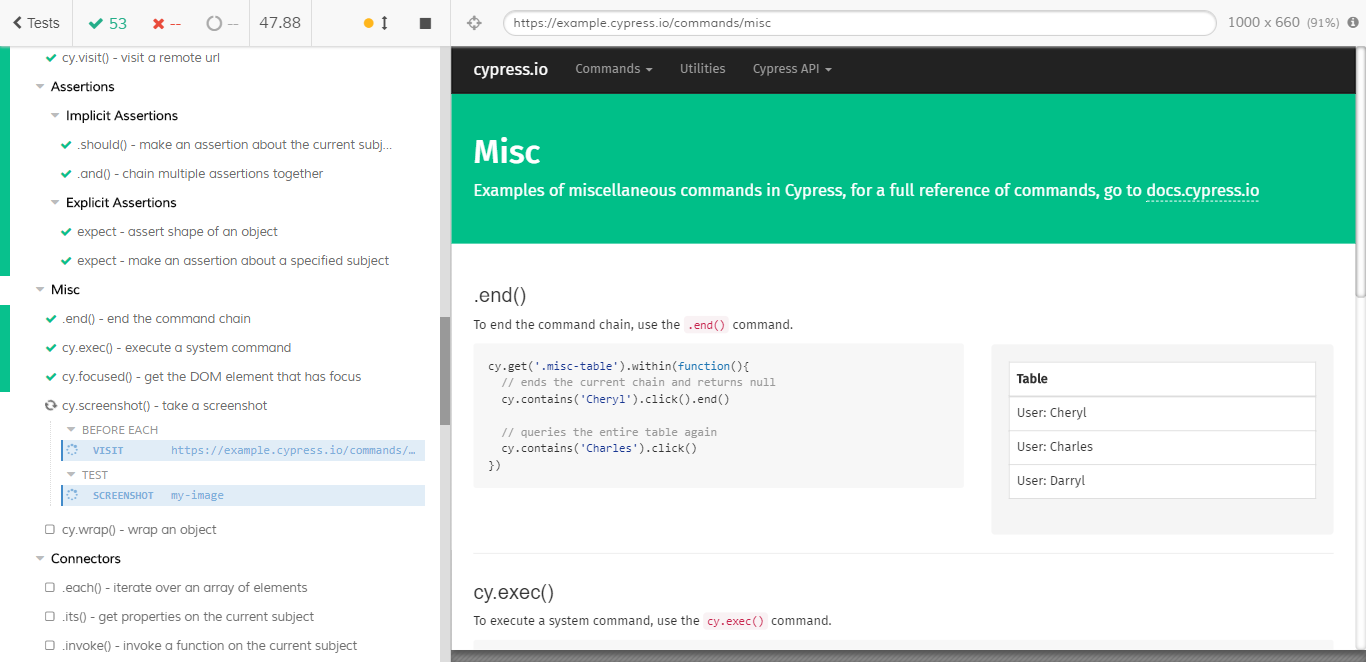 Tests 53 -- -- 47.88
https://example.cypress.io/commands/misc 1000 x 660 (91%)
cy.visit() - visit a remote url
Assertions
Implicit Assertions
.should() - make an assertion about the current subj...
.and() - chain multiple assertions together
Explicit Assertions
expect - assert shape of an object
expect - make an assertion about a specified subject
Misc
.end() - end the command chain
cy.exec() - execute a system command
cy.focused() - get the DOM element that has focus
cy.screenshot() - take a screenshot
BEFORE EACH
VISIT https://example.cypress.io/commands/...
TEST
SCREENSHOT my-image
cy.wrap() - wrap an object
Connectors
.each() - iterate over an array of elements
.its() - get properties on the current subject
.invoke() - invoke a function on the current subject
cypress.io Commands Utilities Cypress API
Misc
Examples of miscellaneous commands in Cypress, for a full reference of commands, go to docs.cypress.io
.end()
To end the command chain, use the .end() command.
cy.get('.misc-table').within(function(){
// ends the current chain and returns null
cy.contains('Cheryl').click().end()
// queries the entire table again
cy.contains('Charles').click()
})
Table
User: Cheryl
User: Charles
User: Darryl
cy.exec()
To execute a system command, use the cy.exec() command.